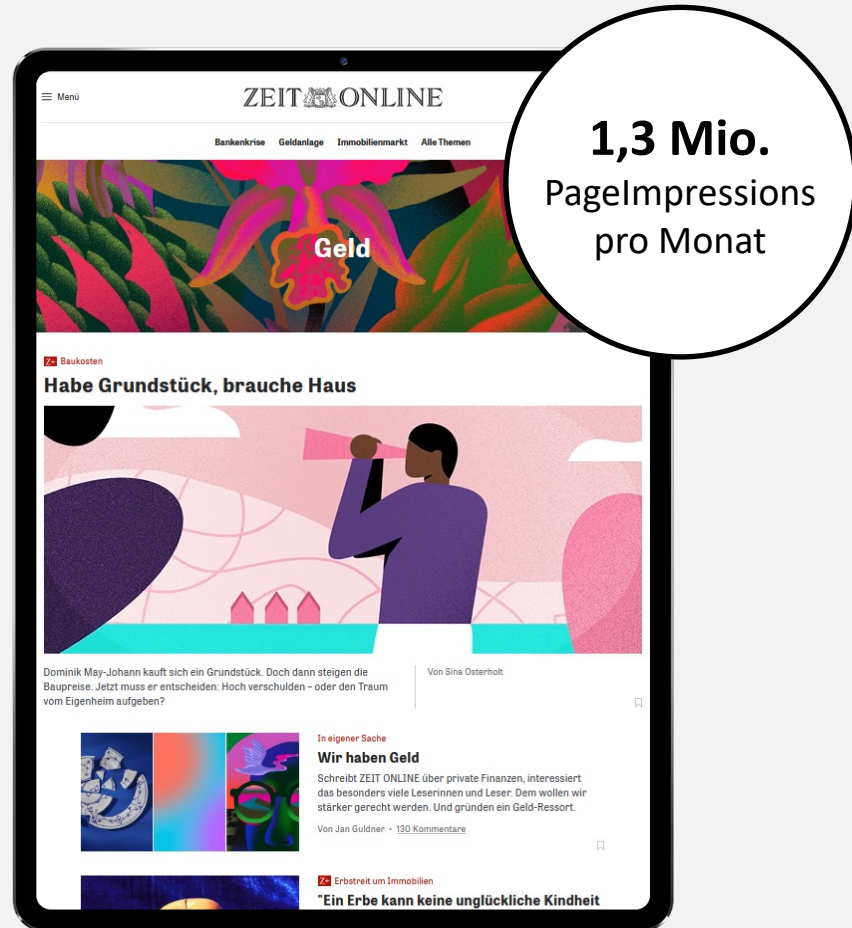 Menü
ZEIT ONLINE
Bankenkrise Geldanlage Immobilienmarkt Alle Themen
1,3 Mio.
PageImpressions
pro Monat
Geld
Z+ Baukosten
Habe Grundstück, brauche Haus
Dominik May-Johann kauft sich ein Grundstück. Doch dann steigen die
Baupreise. Jetzt muss er entscheiden: Hoch verschulden – oder den Traum
vom Eigenheim aufgeben?
Von Sina Osterholt
In eigener Sache
Wir haben Geld
Schreibt ZEIT ONLINE über private Finanzen, interessiert
das besonders viele Leserinnen und Leser. Dem wollen wir
stärker gerecht werden. Und gründen ein Geld-Ressort.
Von Jan Guldner • 130 Kommentare
Z+ Erbstreit um Immobilien
"Ein Erbe kann keine unglückliche Kindheit